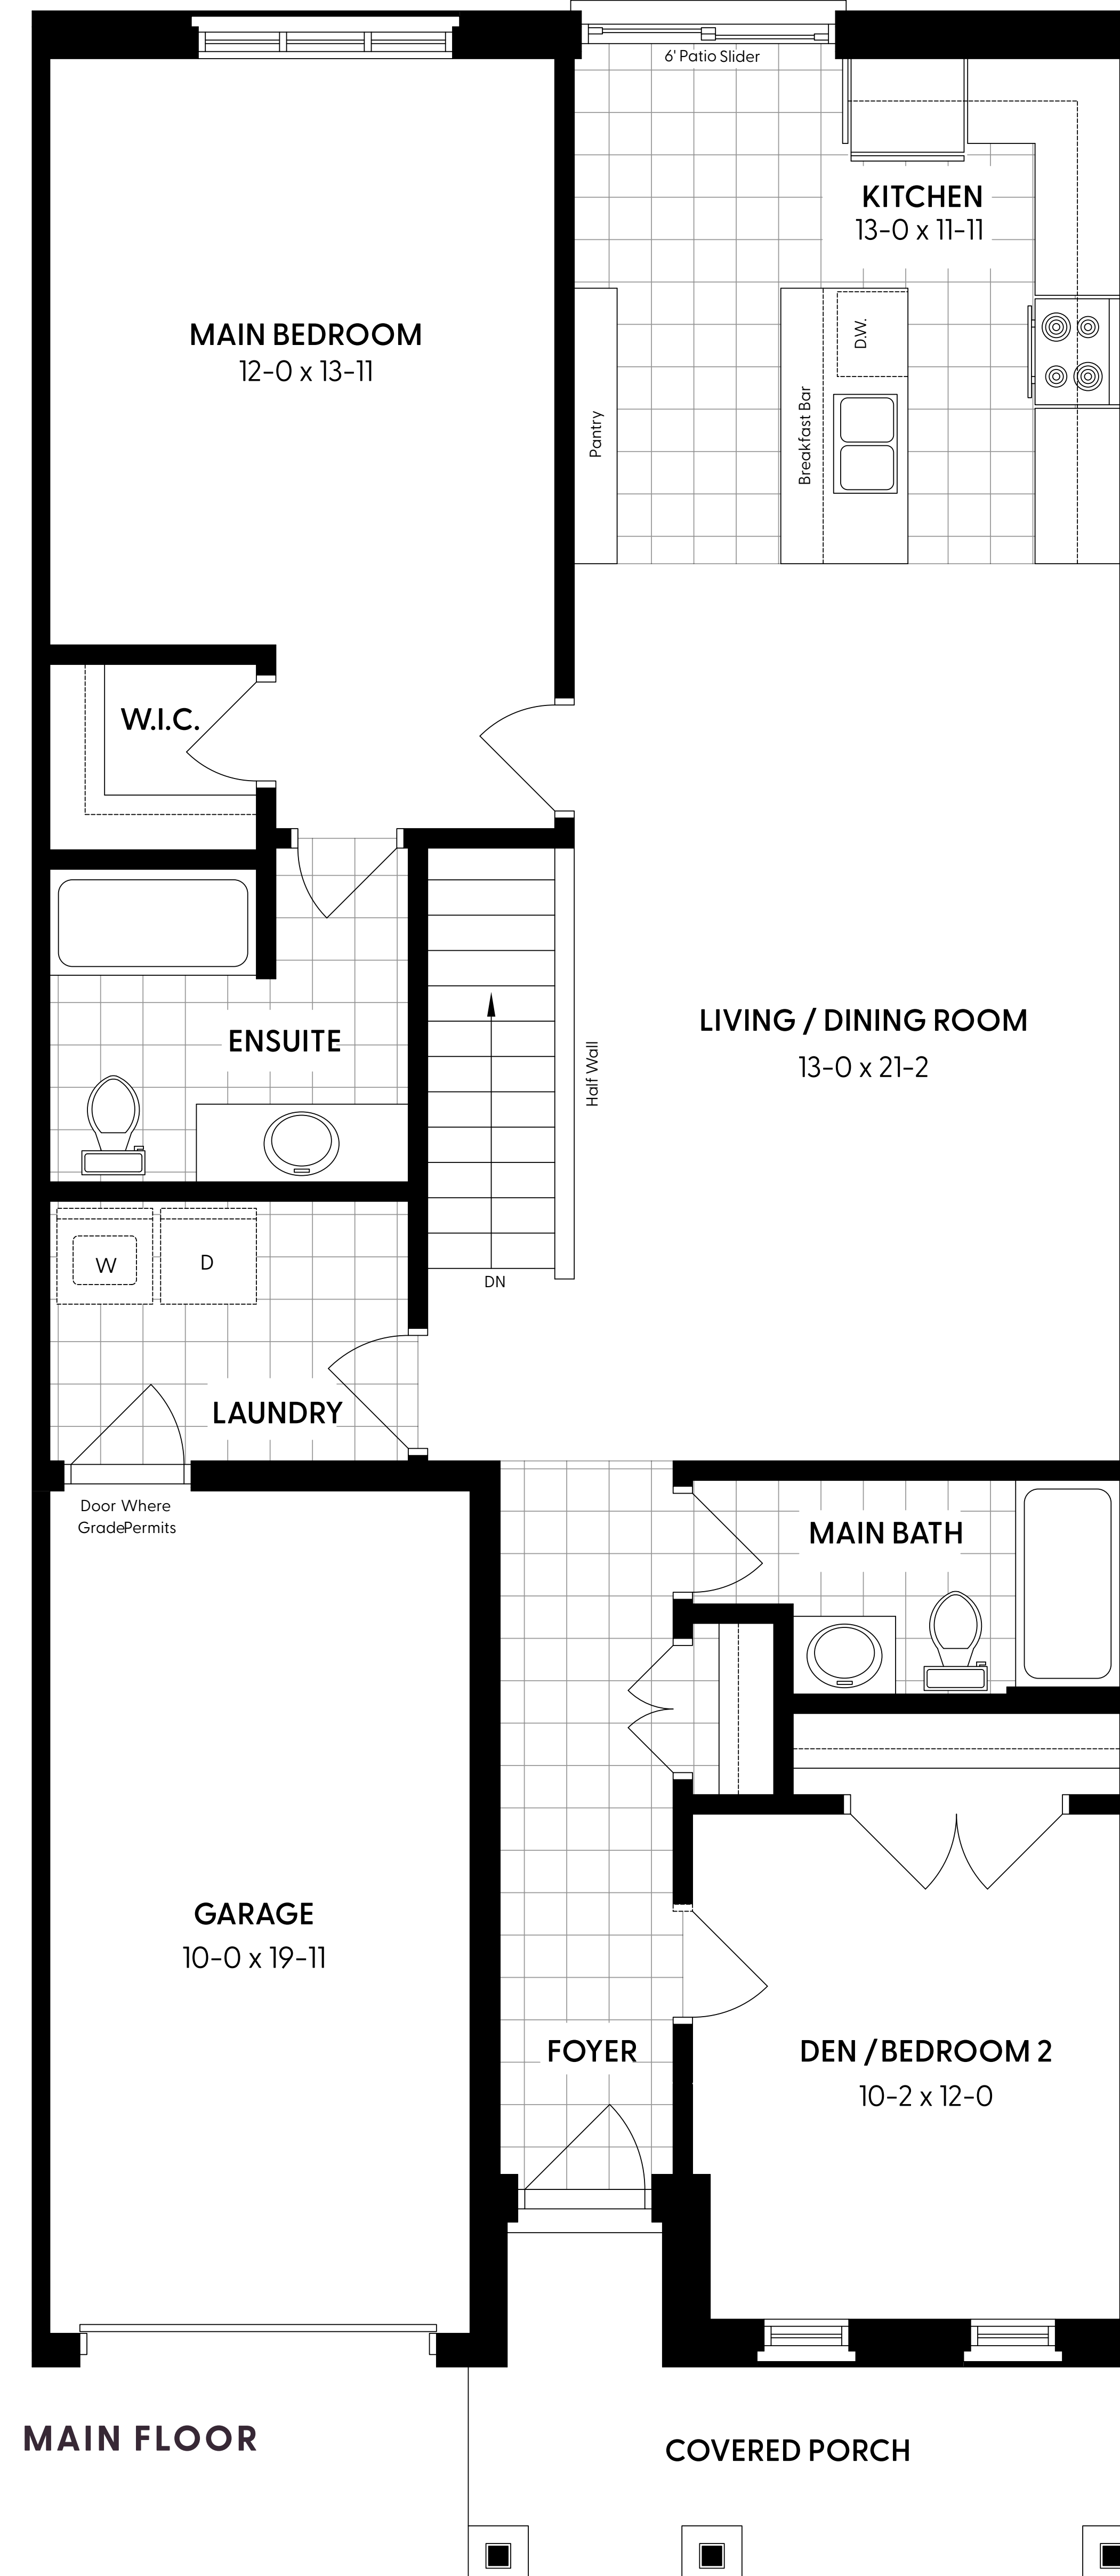 6' Patio Slider
KITCHEN
13-0 x 11-11
MAIN BEDROOM
12-0 x 13-11
D.W.
Breakfast Bar
Pantry
W.I.C.
ENSUITE
LIVING / DINING ROOM
13-0 x 21-2
Half Wall
W
D
DN
LAUNDRY
Door Where
GradePermits
MAIN BATH
GARAGE
10-0 x 19-11
FOYER
DEN /BEDROOM 2
10-2 x 12-0
MAIN FLOOR
COVERED PORCH